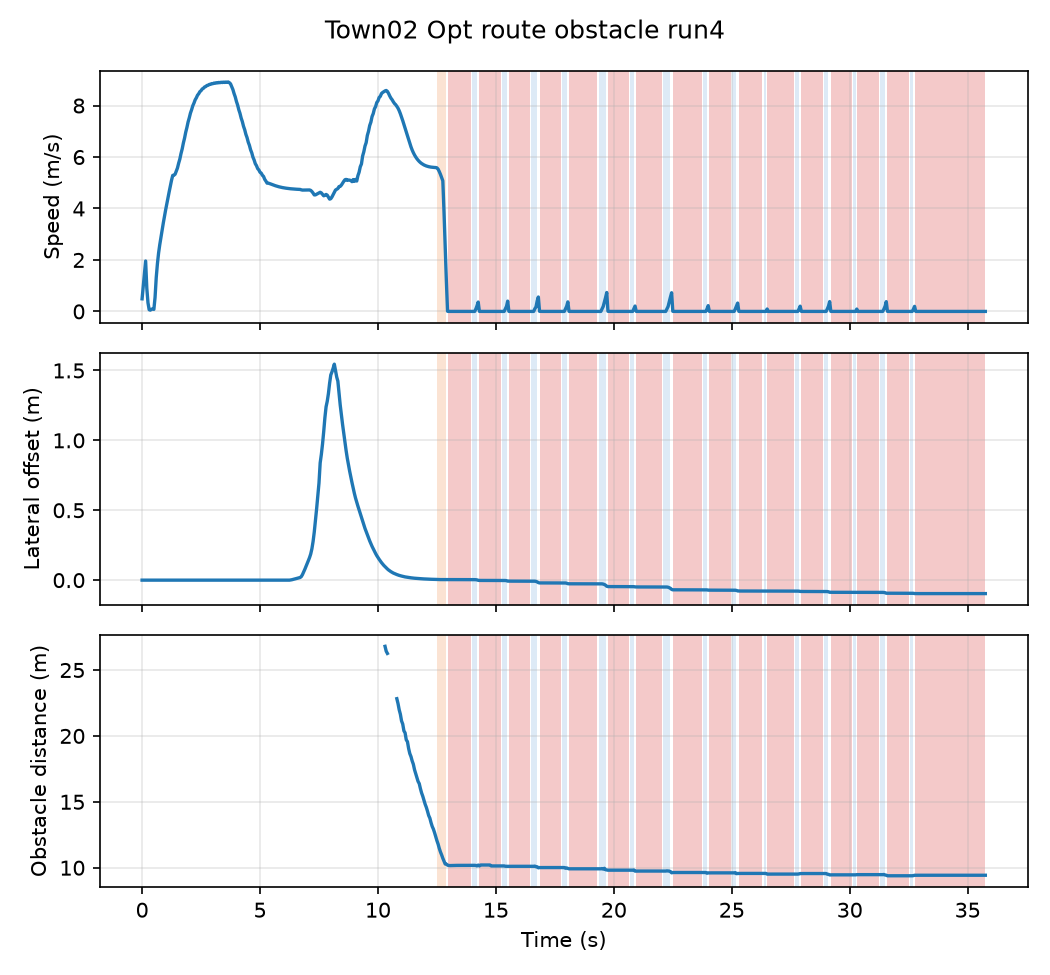 Town02 Opt route obstacle run4
Speed (m/s)
8
6
4
2
0
Lateral offset (m)
1.5
1.0
0.5
0.0
Obstacle distance (m)
25
20
15
10
0 5 10 15 20 25 30 35
Time (s)